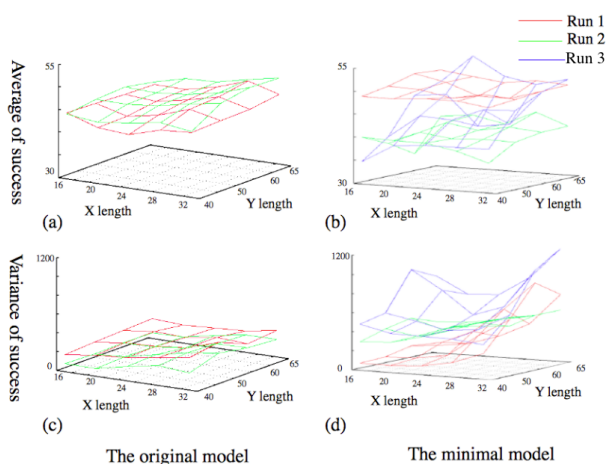 Run 1
Run 2
Run 3
Average of success
55
30
16
20
24
28
32
40
50
60
65
X length
Y length
(a)
55
30
16
20
24
28
32
40
50
60
65
X length
Y length
(b)
Variance of success
1200
0
16
20
24
28
32
40
50
60
65
X length
Y length
(c)
1200
0
16
20
24
28
32
40
50
60
65
X length
Y length
(d)
The original model
The minimal model